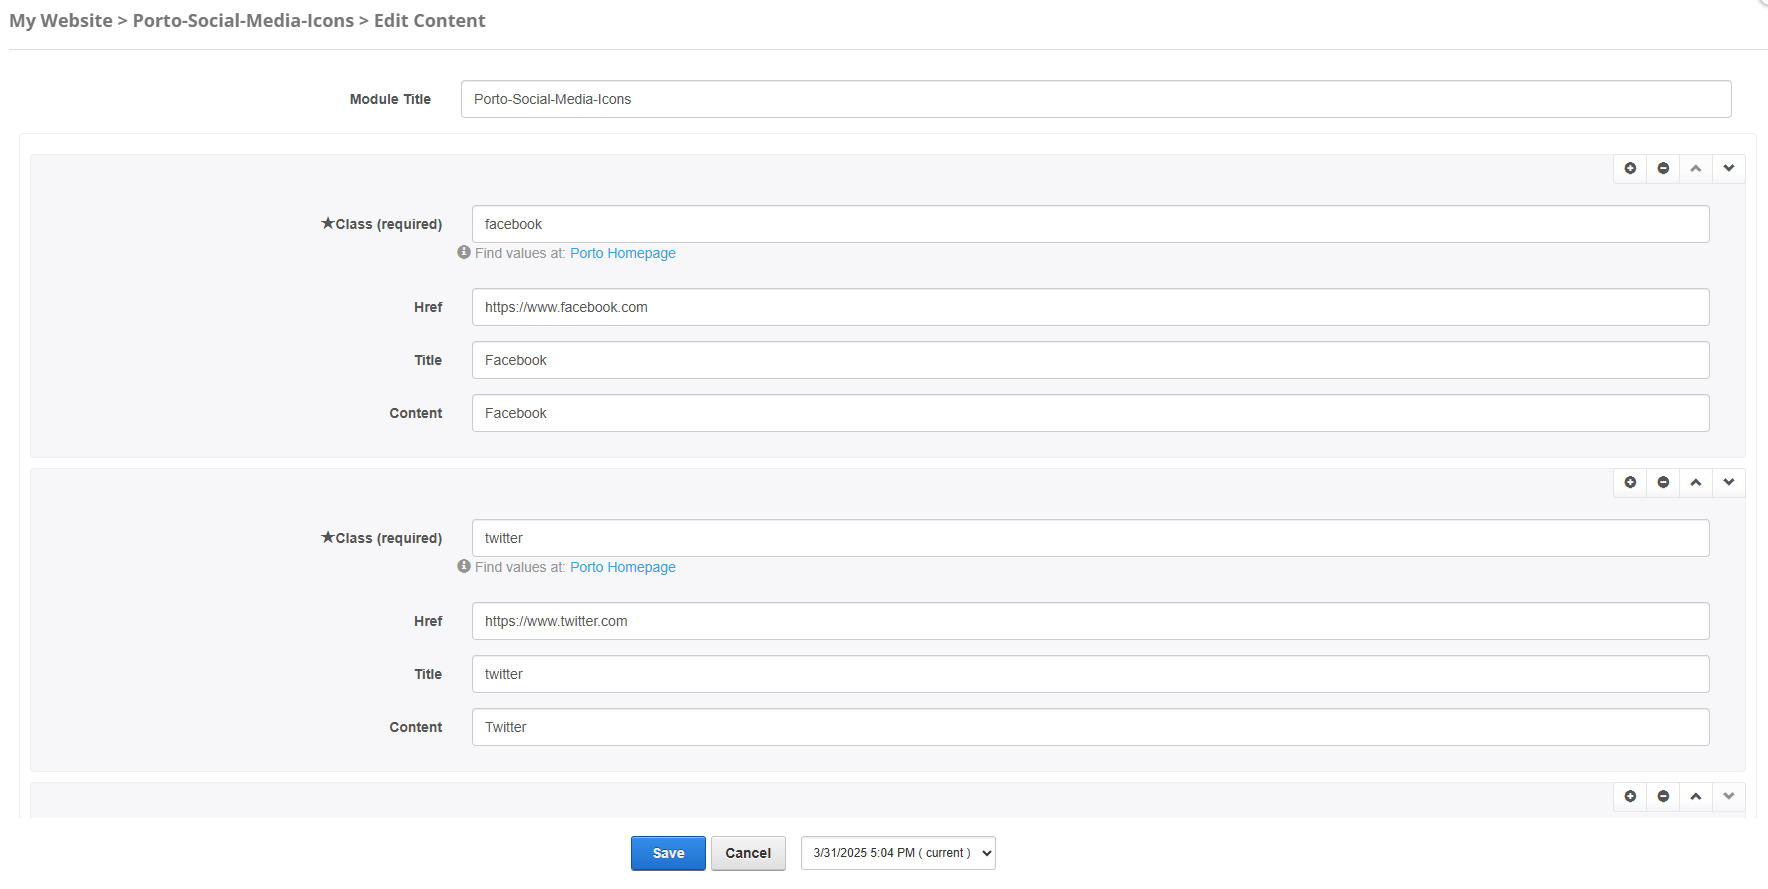 My Website > Porto-Social-Media-Icons > Edit Content
Module Title Porto-Social-Media-Icons
★Class (required) facebook
Find values at: Porto Homepage
Href https://www.facebook.com
Title Facebook
Content Facebook
★Class (required) twitter
Find values at: Porto Homepage
Href https://www.twitter.com
Title twitter
Content Twitter
Save Cancel 3/31/2025 5:04 PM ( current )